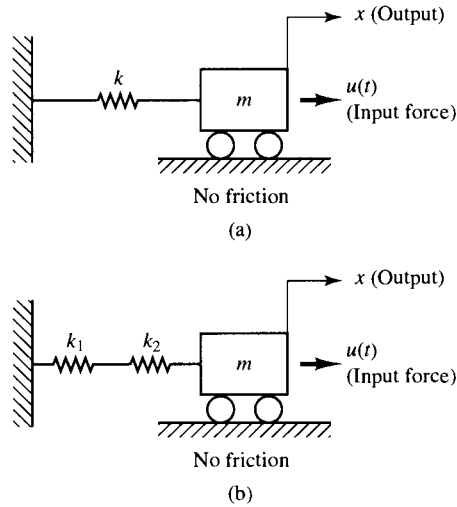 x (Output)
k
m
u(t)
(Input force)
No friction
(a)
x (Output)
k₁
k₂
m
u(t)
(Input force)
No friction
(b)